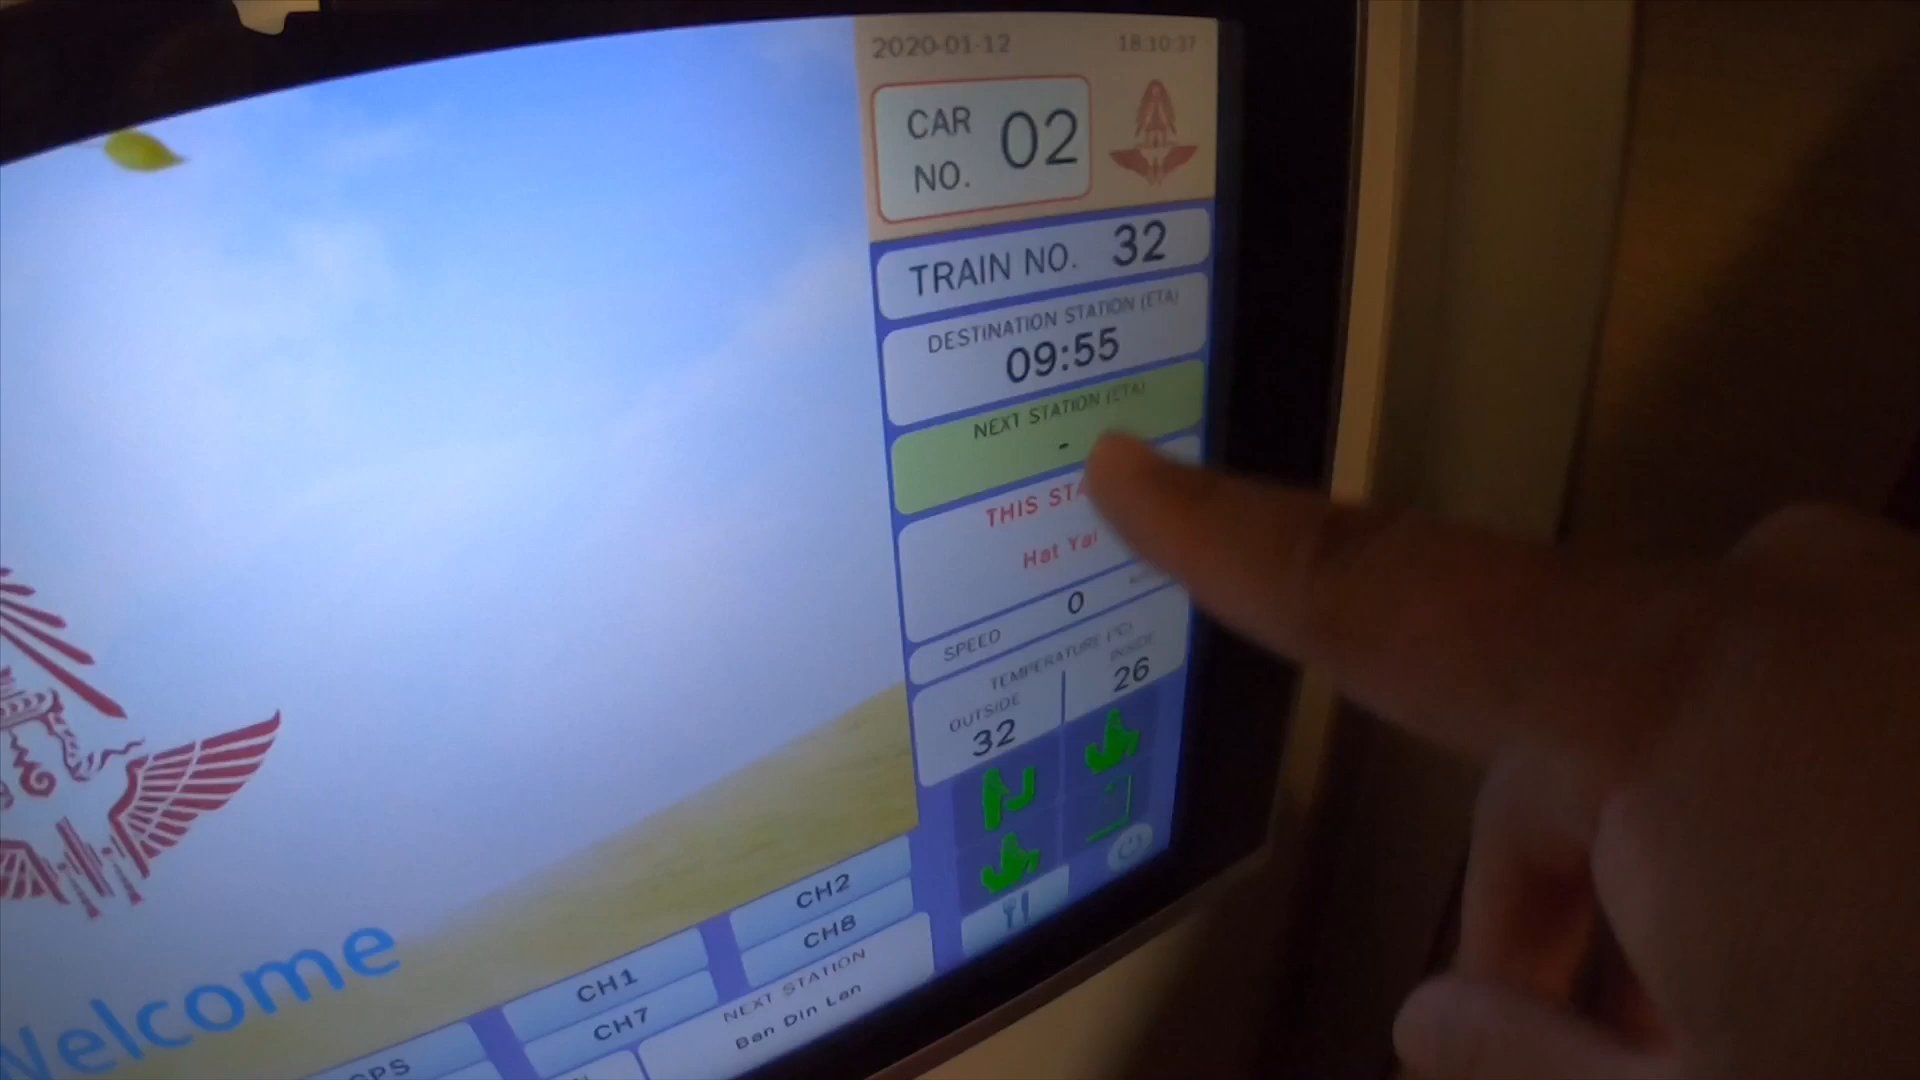 2020-01-12 18:10:37
CAR NO. 02
TRAIN NO. 32
DESTINATION STATION (ETA)
09:55
NEXT STATION (ETA)
-
THIS STA
Hat Yai
SPEED 0
TEMPERATURE (°C)
OUTSIDE INSIDE
32 26
Welcome
CH1 CH2
CH7 CH8
GPS
NEXT STATION
Ban Din Lan